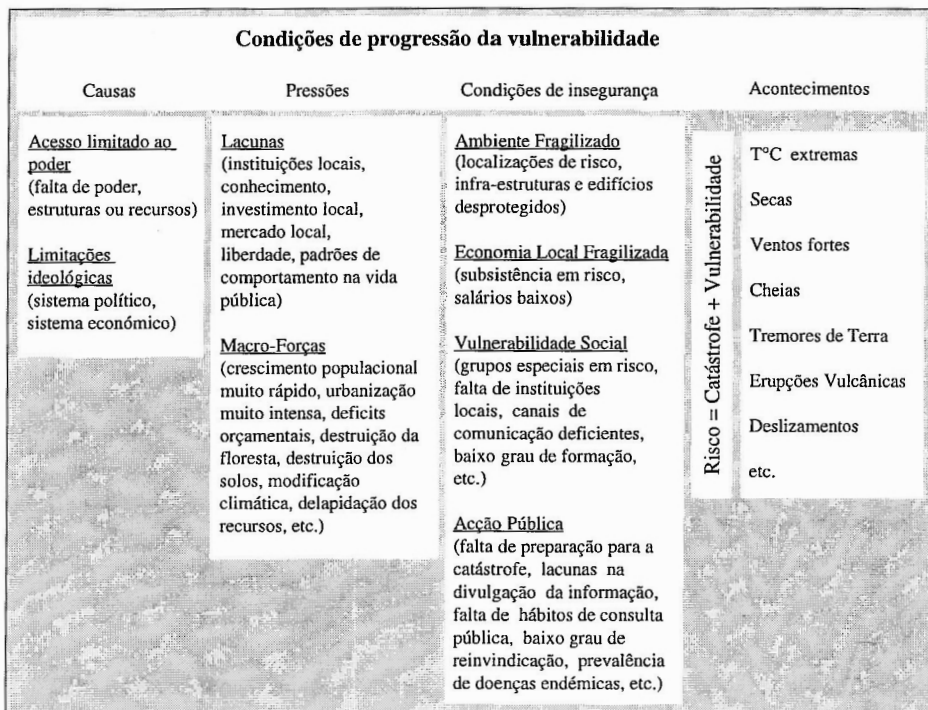 Condições de progressão da vulnerabilidade
Causas
Pressões
Condições de insegurança
Acontecimentos
Acesso limitado ao
poder
(falta de poder,
estruturas ou recursos)
Limitações
ideológicas
(sistema político,
sistema económico)
Lacunas
(instituições locais,
conhecimento,
investimento local,
mercado local,
liberdade, padrões de
comportamento na vida
pública)
Macro-Forças
(crescimento populacional
muito rápido, urbanização
muito intensa, deficits
orçamentais, destruição da
floresta, destruição dos
solos, modificação
climática, delapidação dos
recursos, etc.)
Ambiente Fragilizado
(localizações de risco,
infra-estruturas e edifícios
desprotegidos)
Economia Local Fragilizada
(subsistência em risco,
salários baixos)
Vulnerabilidade Social
(grupos especiais em risco,
falta de instituições
locais, canais de
comunicação deficientes,
baixo grau de formação,
etc.)
Acção Pública
(falta de preparação para a
catástrofe, lacunas na
divulgação da informação,
falta de hábitos de consulta
pública, baixo grau de
reinvindicação, prevalência
de doenças endémicas, etc.)
Risco = Catástrofe + Vulnerabilidade
TºC extremas
Secas
Ventos fortes
Cheias
Tremores de Terra
Erupções Vulcânicas
Deslizamentos
etc.